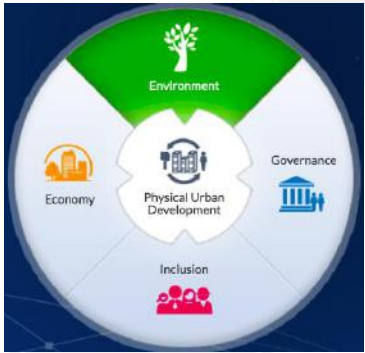 Environment
Economy
Physical Urban
Development
Governance
Inclusion